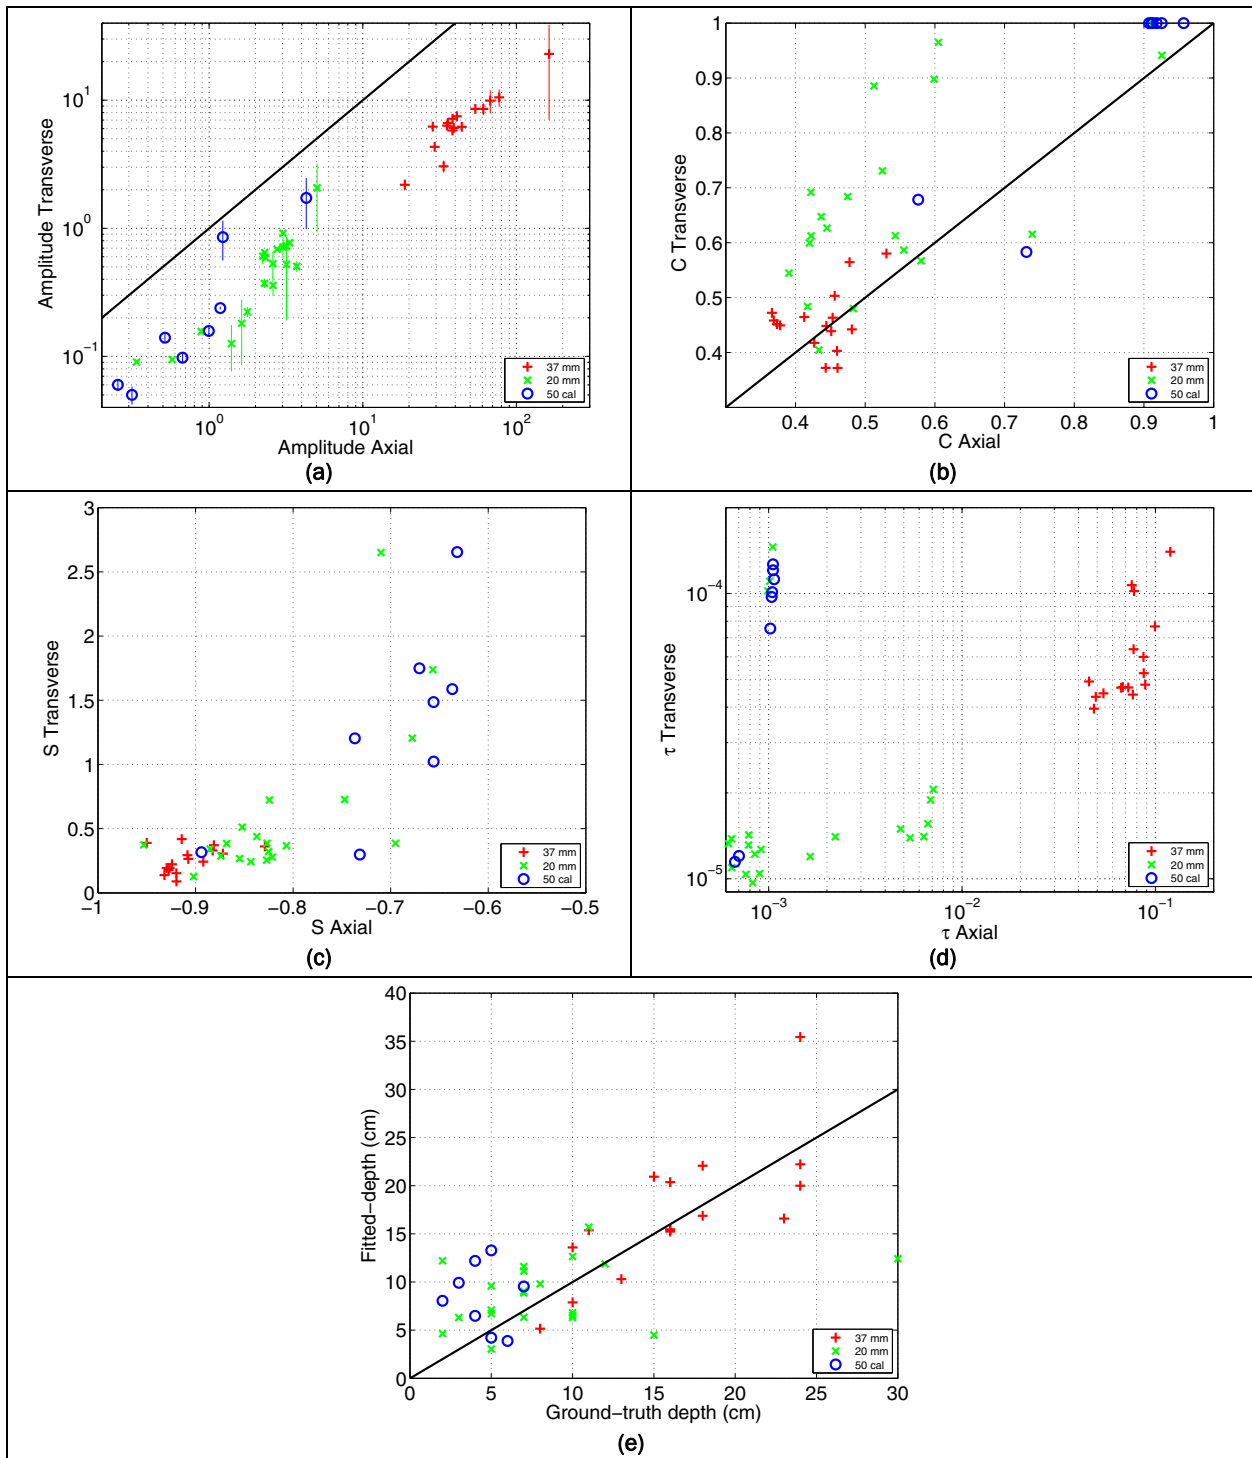 10^1
10^0
10^-1
10^0
10^1
10^2
Amplitude Transverse
Amplitude Axial
37 mm
20 mm
50 cal
(a)
1
0.9
0.8
0.7
0.6
0.5
0.4
0.4
0.5
0.6
0.7
0.8
0.9
1
C Transverse
C Axial
37 mm
20 mm
50 cal
(b)
3
2.5
2
1.5
1
0.5
0
−1
−0.9
−0.8
−0.7
−0.6
−0.5
S Transverse
S Axial
37 mm
20 mm
50 cal
(c)
10^−4
10^−5
10^−3
10^−2
10^−1
τ Transverse
τ Axial
37 mm
20 mm
50 cal
(d)
40
35
30
25
20
15
10
5
0
0
5
10
15
20
25
30
Fitted−depth (cm)
Ground−truth depth (cm)
37 mm
20 mm
50 cal
(e)